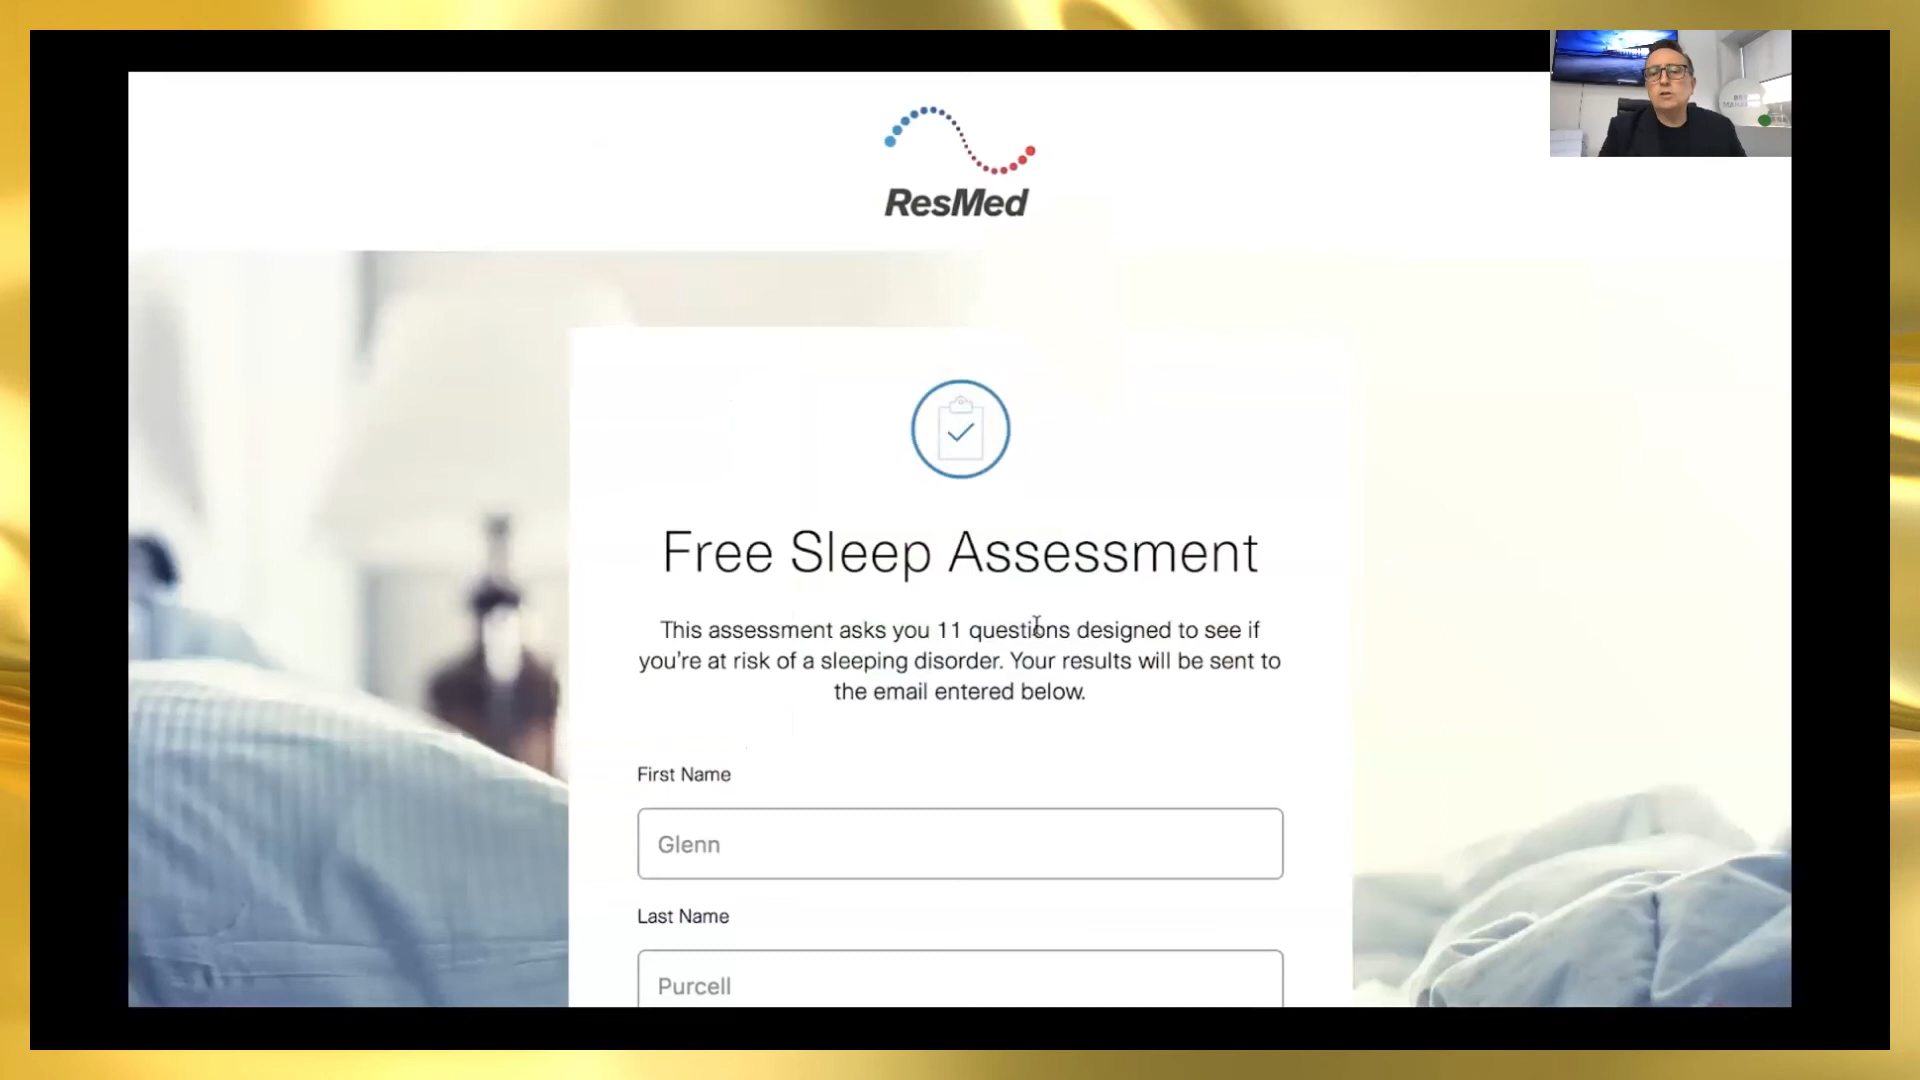 ResMed
Free Sleep Assessment
This assessment asks you 11 questions designed to see if
you're at risk of a sleeping disorder. Your results will be sent to
the email entered below.
First Name
Glenn
Last Name
Purcell